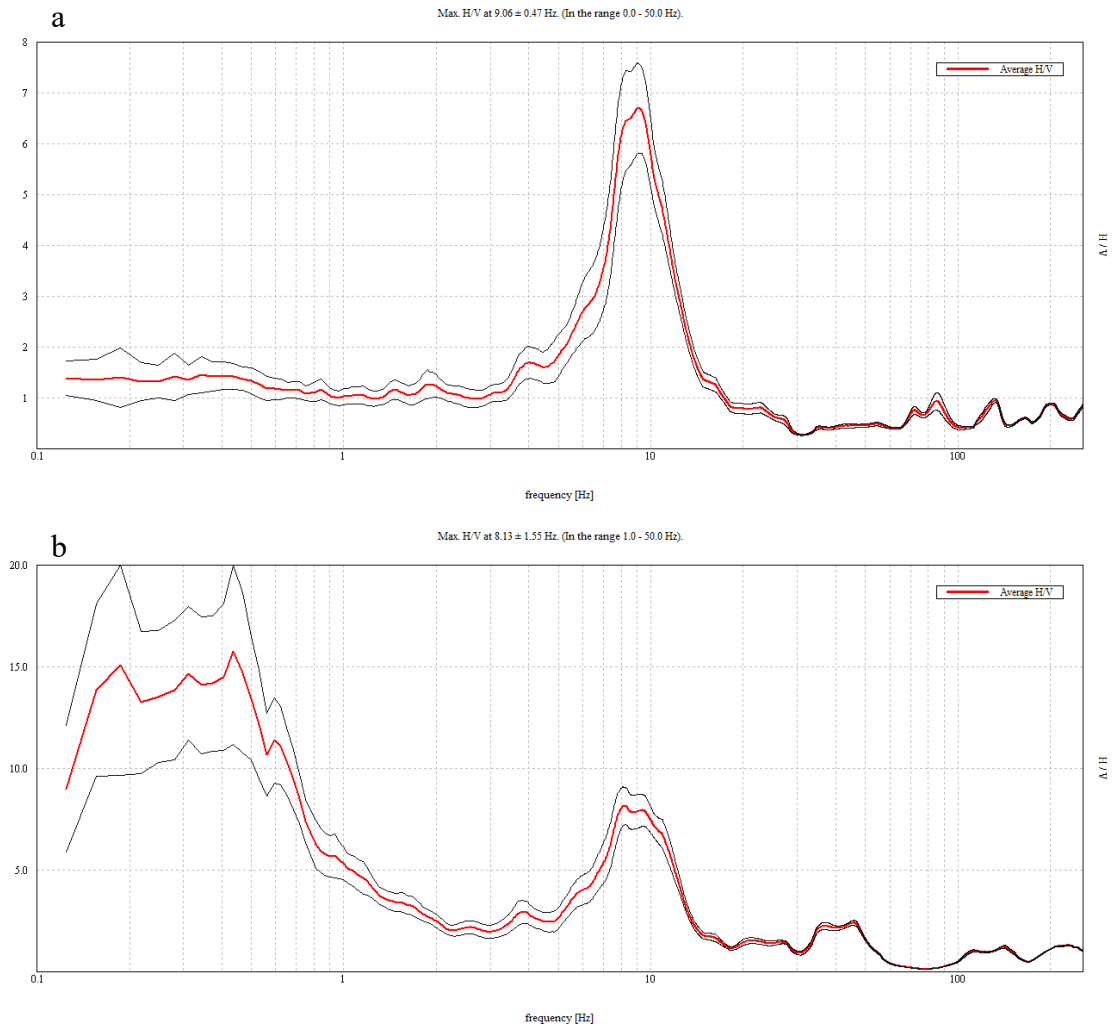 a
Max. H/V at 9.06 ± 0.47 Hz. (In the range 0.0 - 50.0 Hz).
8
Average H/V
7
6
5
4
H / V
3
2
1
0.1 1 10 100
frequency [Hz]
b
Max. H/V at 8.13 ± 1.55 Hz. (In the range 1.0 - 50.0 Hz).
20.0
Average H/V
15.0
10.0
H / V
5.0
0.1 1 10 100
frequency [Hz]